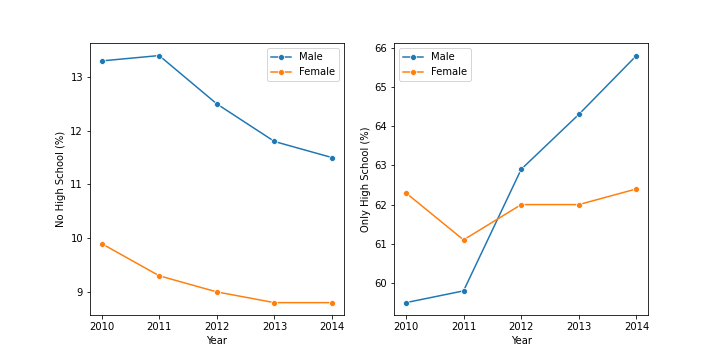 No High School (%)
13
12
11
10
9
Male
Female
2010 2011 2012 2013 2014
Year
Only High School (%)
66
65
64
63
62
61
60
Male
Female
2010 2011 2012 2013 2014
Year